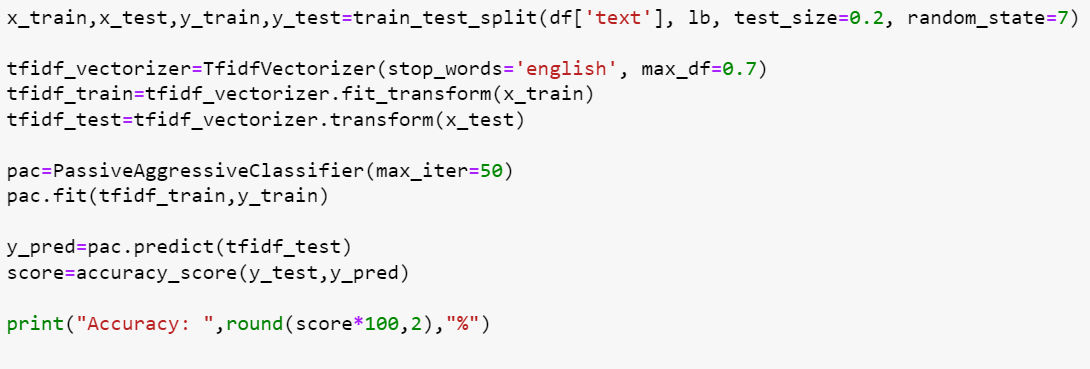 x_train,x_test,y_train,y_test=train_test_split(df['text'], lb, test_size=0.2, random_state=7)
tfidf_vectorizer=TfidfVectorizer(stop_words='english', max_df=0.7)
tfidf_train=tfidf_vectorizer.fit_transform(x_train)
tfidf_test=tfidf_vectorizer.transform(x_test)
pac=PassiveAggressiveClassifier(max_iter=50)
pac.fit(tfidf_train,y_train)
y_pred=pac.predict(tfidf_test)
score=accuracy_score(y_test,y_pred)
print("Accuracy: ",round(score*100,2),"%")